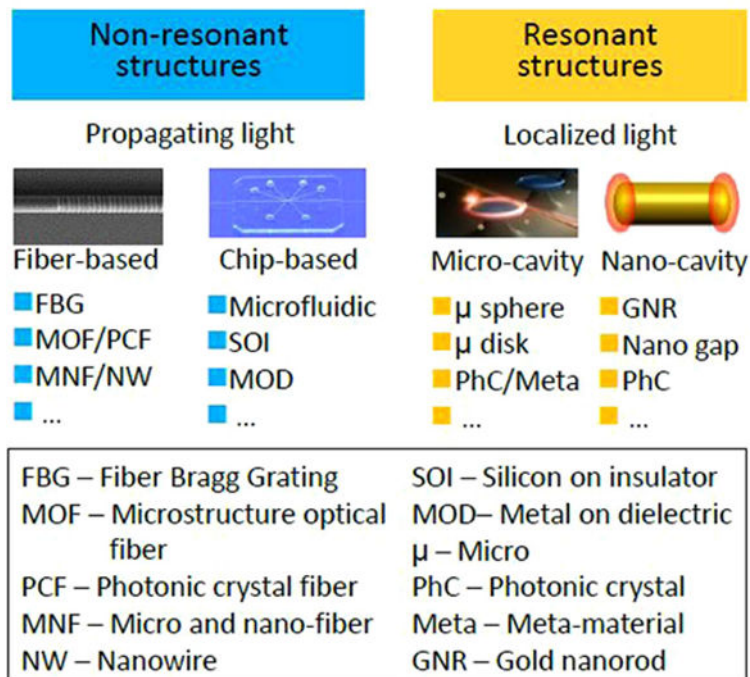 Non-resonant
structures
Resonant
structures
Propagating light
Localized light
Fiber-based
Chip-based
Micro-cavity
Nano-cavity
FBG
MOF/PCF
MNF/NW
...
Microfluidic
SOI
MOD
...
μ sphere
μ disk
PhC/Meta
...
GNR
Nano gap
PhC
...
FBG – Fiber Bragg Grating
MOF – Microstructure optical
fiber
PCF – Photonic crystal fiber
MNF – Micro and nano-fiber
NW – Nanowire
SOI – Silicon on insulator
MOD– Metal on dielectric
μ – Micro
PhC – Photonic crystal
Meta – Meta-material
GNR – Gold nanorod